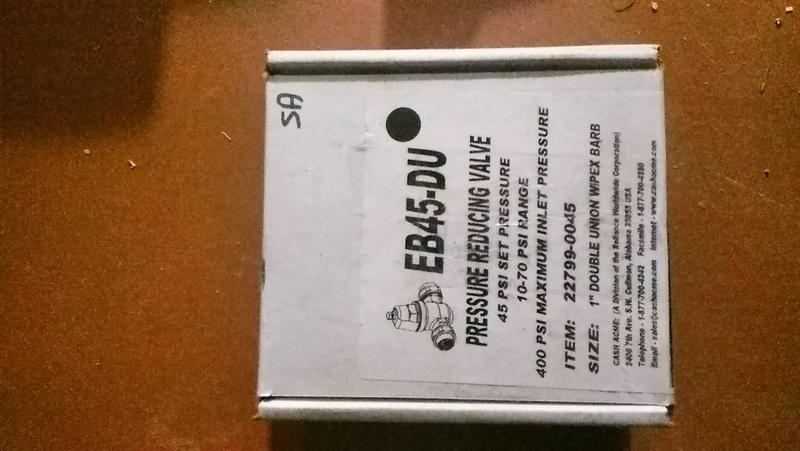 SA
EB45-DU
PRESSURE REDUCING VALVE
45 PSI SET PRESSURE
10-70 PSI RANGE
400 PSI MAXIMUM INLET PRESSURE
ITEM: 22799-0045
SIZE: 1" DOUBLE UNION WIPEX BARB
CASH ACME: (A Division of the Reliance Worldwide Corporation)
2400 7th Ave. S.W. Cullman, Alabama 35055 USA
Telephone - 1-877-700-4242 Facsmile - 1-877-700-4280
Email - sales@cashacme.com Internet - www.cashacme.com